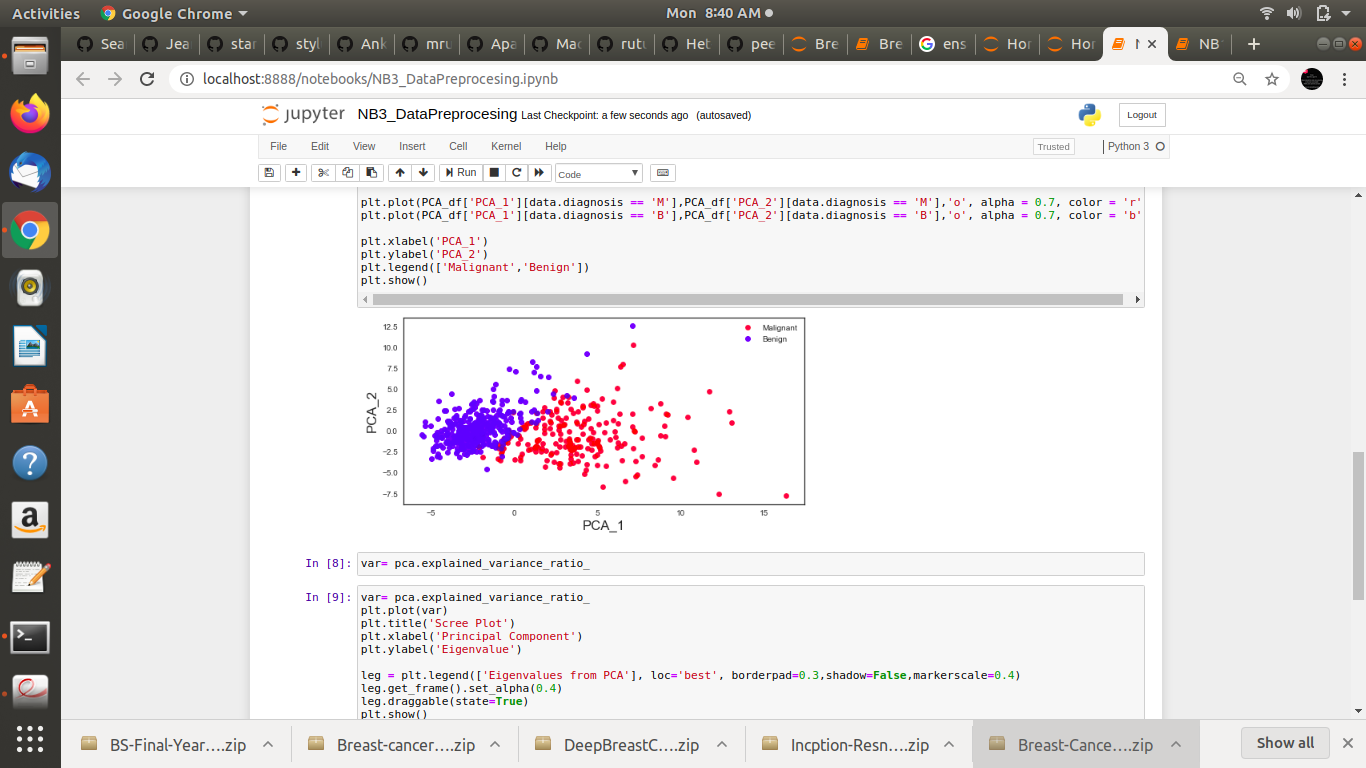 Activities Google Chrome Mon 8:40 AM
Sea Jea star styl Ank mru Apa Mac rutu Het pee Bre Bre ens Hor Hor NB
localhost:8888/notebooks/NB3_DataPreprocesing.ipynb
jupyter NB3_DataPreprocesing Last Checkpoint: a few seconds ago (autosaved) Logout
File Edit View Insert Cell Kernel Help Trusted Python 3
Run Code
plt.plot(PCA_df['PCA_1'][data.diagnosis == 'M'],PCA_df['PCA_2'][data.diagnosis == 'M'],'o', alpha = 0.7, color = 'r'
plt.plot(PCA_df['PCA_1'][data.diagnosis == 'B'],PCA_df['PCA_2'][data.diagnosis == 'B'],'o', alpha = 0.7, color = 'b'
plt.xlabel('PCA_1')
plt.ylabel('PCA_2')
plt.legend(['Malignant','Benign'])
plt.show()
12.5
10.0
7.5
5.0
2.5
0.0
−2.5
−5.0
−7.5
PCA_2
Malignant
Benign
−5 0 5 10 15
PCA_1
In [8]: var= pca.explained_variance_ratio_
In [9]: var= pca.explained_variance_ratio_
plt.plot(var)
plt.title('Scree Plot')
plt.xlabel('Principal Component')
plt.ylabel('Eigenvalue')
leg = plt.legend(['Eigenvalues from PCA'], loc='best', borderpad=0.3,shadow=False,markerscale=0.4)
leg.get_frame().set_alpha(0.4)
leg.draggable(state=True)
plt.show()
BS-Final-Year....zip Breast-cancer....zip DeepBreastC....zip Incption-Resn....zip Breast-Cance....zip Show all